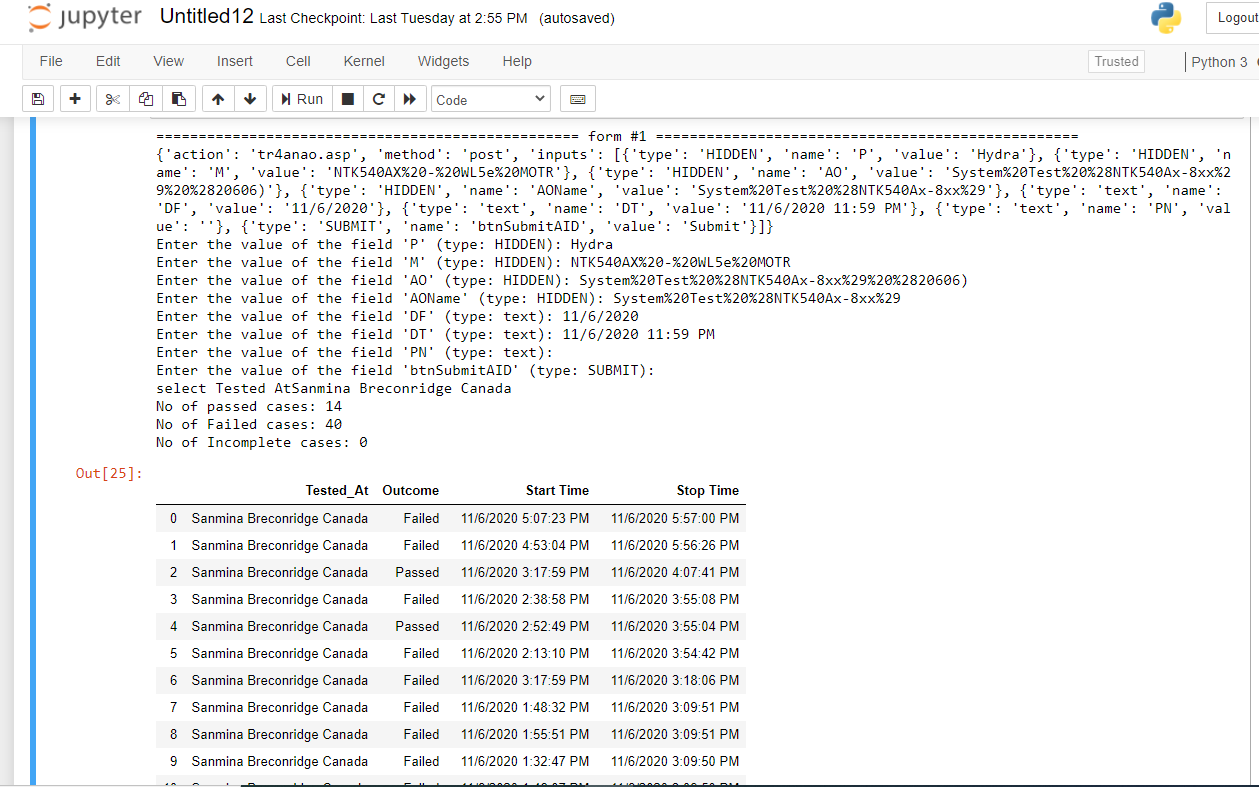 jupyter Untitled12 Last Checkpoint: Last Tuesday at 2:55 PM (autosaved) Logout
File Edit View Insert Cell Kernel Widgets Help Trusted Python 3
Run Code
================================================== form #1 ==================================================
{'action': 'tr4anao.asp', 'method': 'post', 'inputs': [{'type': 'HIDDEN', 'name': 'P', 'value': 'Hydra'}, {'type': 'HIDDEN', 'n
ame': 'M', 'value': 'NTK540AX%20-%20WL5e%20MOTR'}, {'type': 'HIDDEN', 'name': 'AO', 'value': 'System%20Test%20%28NTK540Ax-8xx%2
9%20%2820606)'}, {'type': 'HIDDEN', 'name': 'AOName', 'value': 'System%20Test%20%28NTK540Ax-8xx%29'}, {'type': 'text', 'name':
'DF', 'value': '11/6/2020'}, {'type': 'text', 'name': 'DT', 'value': '11/6/2020 11:59 PM'}, {'type': 'text', 'name': 'PN', 'val
ue': ''}, {'type': 'SUBMIT', 'name': 'btnSubmitAID', 'value': 'Submit'}]}
Enter the value of the field 'P' (type: HIDDEN): Hydra
Enter the value of the field 'M' (type: HIDDEN): NTK540AX%20-%20WL5e%20MOTR
Enter the value of the field 'AO' (type: HIDDEN): System%20Test%20%28NTK540Ax-8xx%29%20%2820606)
Enter the value of the field 'AOName' (type: HIDDEN): System%20Test%20%28NTK540Ax-8xx%29
Enter the value of the field 'DF' (type: text): 11/6/2020
Enter the value of the field 'DT' (type: text): 11/6/2020 11:59 PM
Enter the value of the field 'PN' (type: text):
Enter the value of the field 'btnSubmitAID' (type: SUBMIT):
select Tested AtSanmina Breconridge Canada
No of passed cases: 14
No of Failed cases: 40
No of Incomplete cases: 0
Out[25]:
Tested_At Outcome Start Time Stop Time
0 Sanmina Breconridge Canada Failed 11/6/2020 5:07:23 PM 11/6/2020 5:57:00 PM
1 Sanmina Breconridge Canada Failed 11/6/2020 4:53:04 PM 11/6/2020 5:56:26 PM
2 Sanmina Breconridge Canada Passed 11/6/2020 3:17:59 PM 11/6/2020 4:07:41 PM
3 Sanmina Breconridge Canada Failed 11/6/2020 2:38:58 PM 11/6/2020 3:55:08 PM
4 Sanmina Breconridge Canada Passed 11/6/2020 2:52:49 PM 11/6/2020 3:55:04 PM
5 Sanmina Breconridge Canada Failed 11/6/2020 2:13:10 PM 11/6/2020 3:54:42 PM
6 Sanmina Breconridge Canada Failed 11/6/2020 3:17:59 PM 11/6/2020 3:18:06 PM
7 Sanmina Breconridge Canada Failed 11/6/2020 1:48:32 PM 11/6/2020 3:09:51 PM
8 Sanmina Breconridge Canada Failed 11/6/2020 1:55:51 PM 11/6/2020 3:09:51 PM
9 Sanmina Breconridge Canada Failed 11/6/2020 1:32:47 PM 11/6/2020 3:09:50 PM